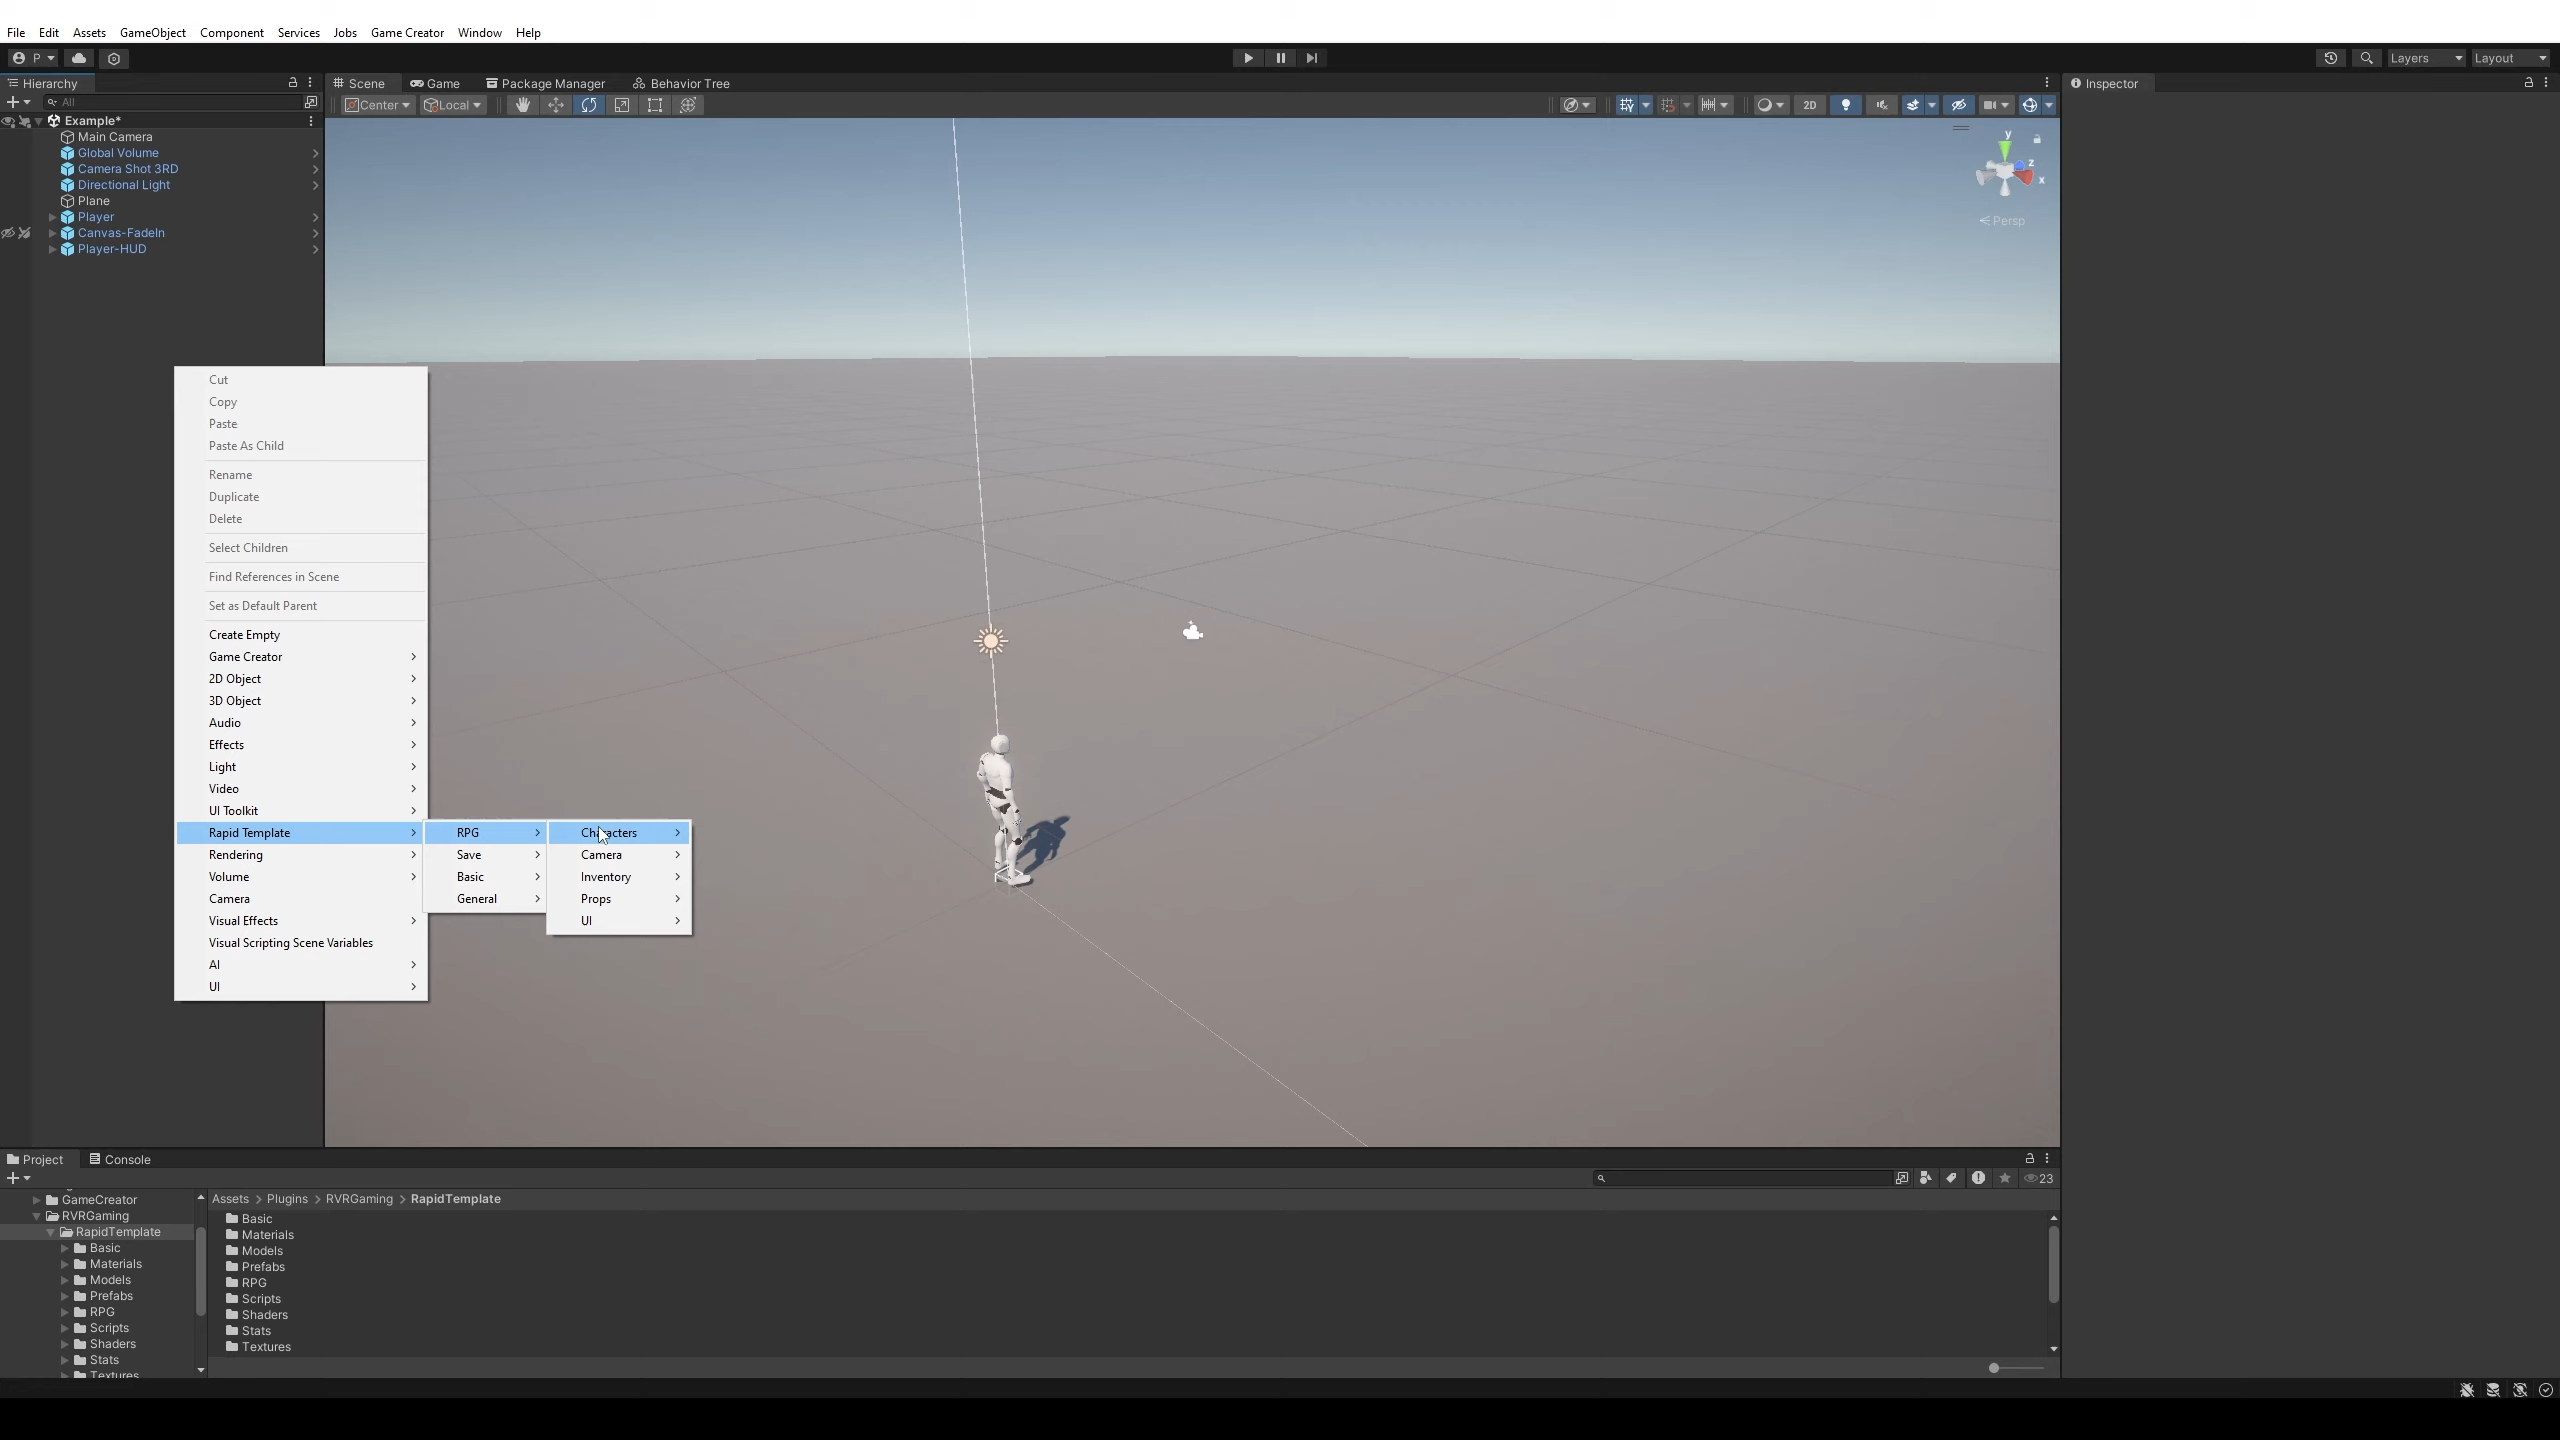 File Edit Assets GameObject Component Services Jobs Game Creator Window Help
P Layers Layout
Hierarchy
Scene Game Package Manager Behavior Tree
Inspector
All
Center Local 2D
Example*
Main Camera
Global Volume
Camera Shot 3RD
Directional Light
Plane
Player
Canvas-FadeIn
Player-HUD
y
z
x
Persp
Cut
Copy
Paste
Paste As Child
Rename
Duplicate
Delete
Select Children
Find References in Scene
Set as Default Parent
Create Empty
Game Creator
2D Object
3D Object
Audio
Effects
Light
Video
UI Toolkit
Rapid Template
Rendering
Volume
Camera
Visual Effects
Visual Scripting Scene Variables
AI
UI
RPG
Save
Basic
General
Characters
Camera
Inventory
Props
UI
Project Console
23
GameCreator
RVRGaming
RapidTemplate
Basic
Materials
Models
Prefabs
RPG
Scripts
Shaders
Stats
Textures
Assets > Plugins > RVRGaming > RapidTemplate
Basic
Materials
Models
Prefabs
RPG
Scripts
Shaders
Stats
Textures